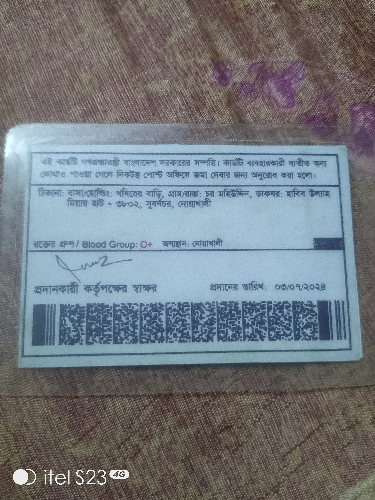 এই কার্ডটি গণপ্রজাতন্ত্রী বাংলাদেশ সরকারের সম্পত্তি। কার্ডটি ব্যবহারকারী ব্যতীত অন্য
কোথাও পাওয়া গেলে নিকটস্থ পোস্ট অফিসে জমা দেবার জন্য অনুরোধ করা হলো।
ঠিকানা: বাসা/হোল্ডিং: খবিরের বাড়ি, গ্রাম/রাস্তা: চর মহিউদ্দিন, ডাকঘর: হাবিব উল্যাহ
মিয়ার হাট - ৩৮০২, সুবর্ণচর, নোয়াখালী
রক্তের গ্রুপ / Blood Group: O+ জন্মস্থান: নোয়াখালী
প্রদানকারী কর্তৃপক্ষের স্বাক্ষর প্রদানের তারিখ: ০৩/০৭/২০২৪
itel S23 4G